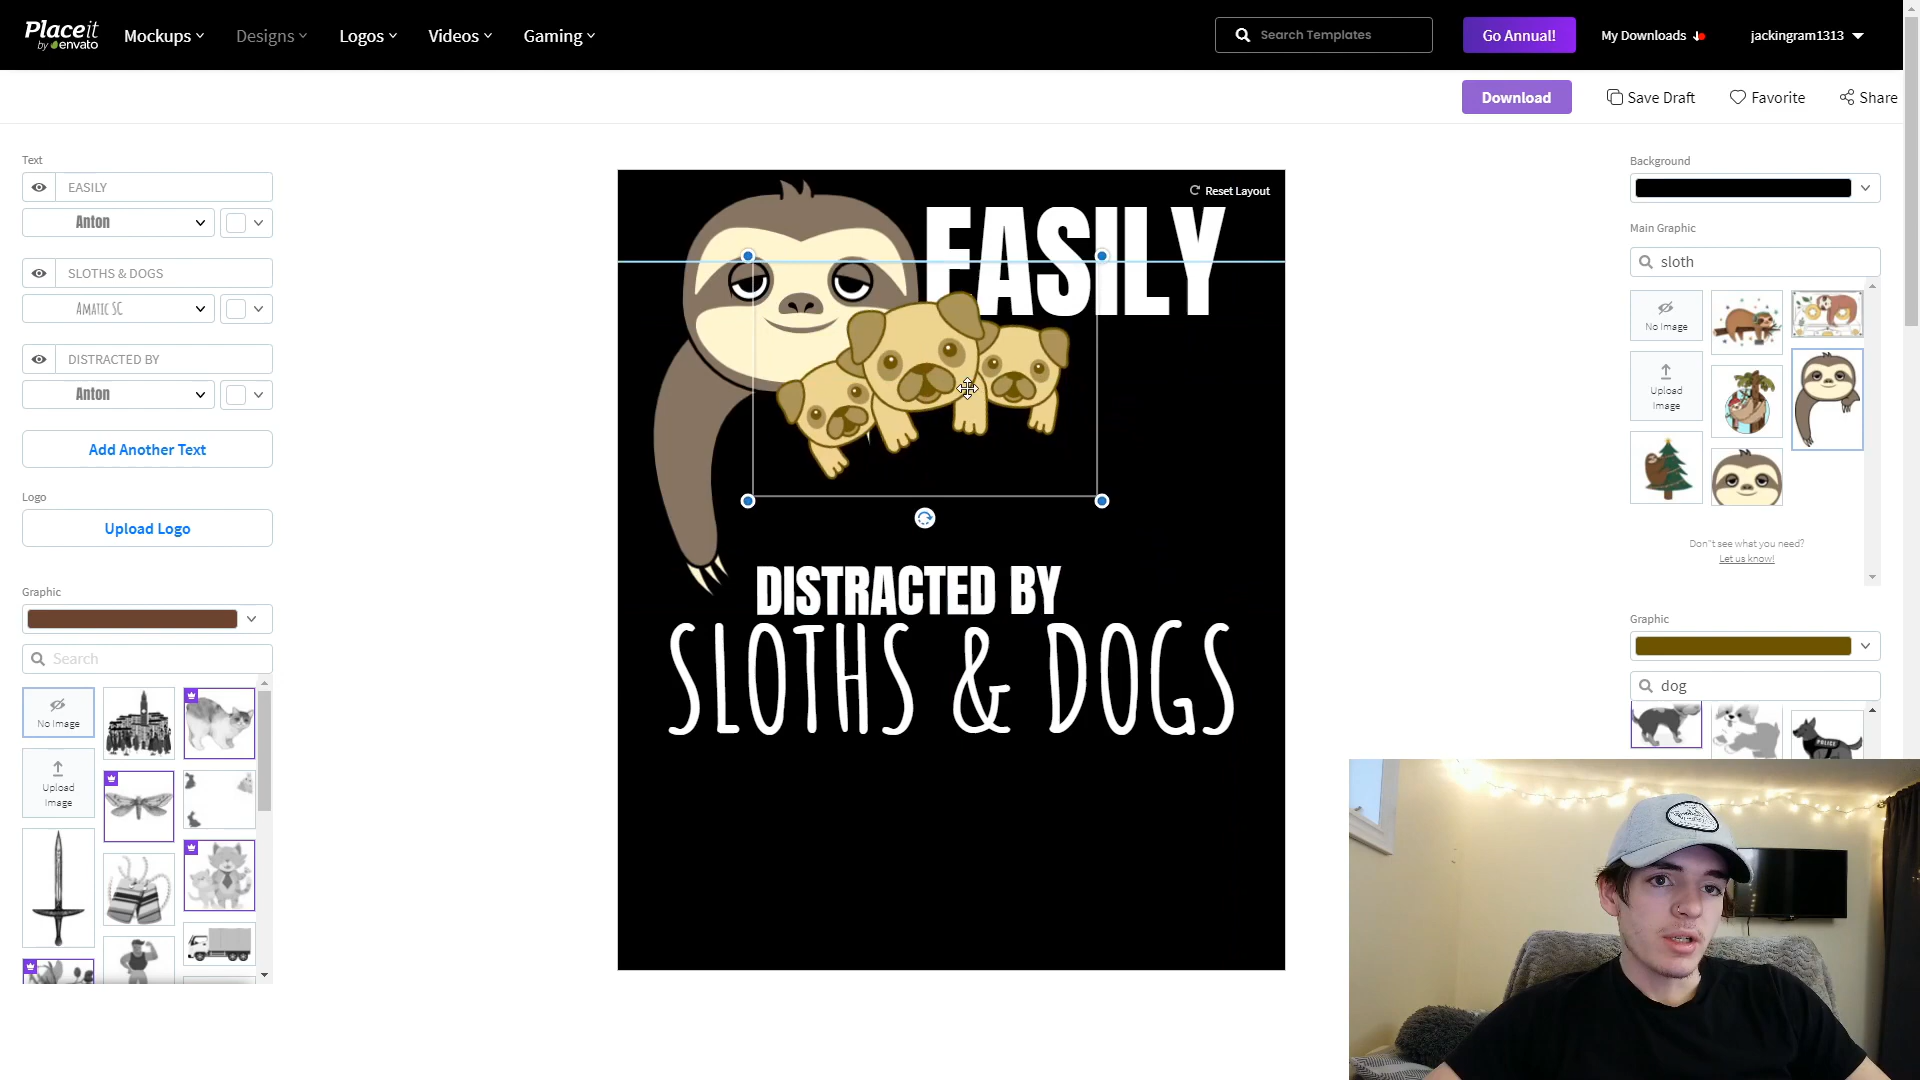 Placeit
by envato
Mockups
Designs
Logos
Videos
Gaming
Search Templates
Go Annual!
My Downloads
jackingram1313
Download
Save Draft
Favorite
Share
Text
EASILY
Anton
SLOTHS & DOGS
AMATIC SC
DISTRACTED BY
Anton
Add Another Text
Logo
Upload Logo
Graphic
Search
No Image
Upload
Image
Reset Layout
EASILY
DISTRACTED BY
SLOTHS & DOGS
Background
Main Graphic
sloth
No Image
Upload
Image
Don"t see what you need?
Let us know!
Graphic
dog
POLICE